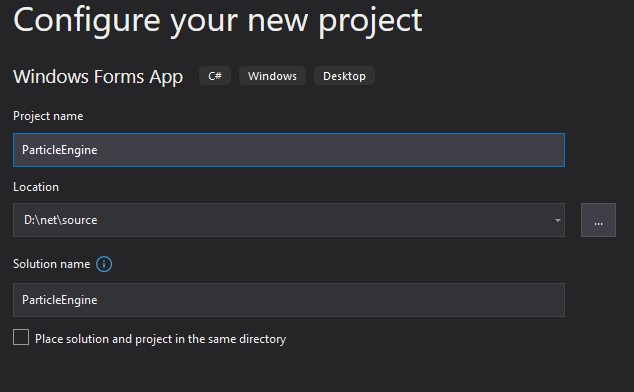 Configure your new project
Windows Forms App C# Windows Desktop
Project name
ParticleEngine
Location
D:\net\source ...
Solution name
ParticleEngine
Place solution and project in the same directory